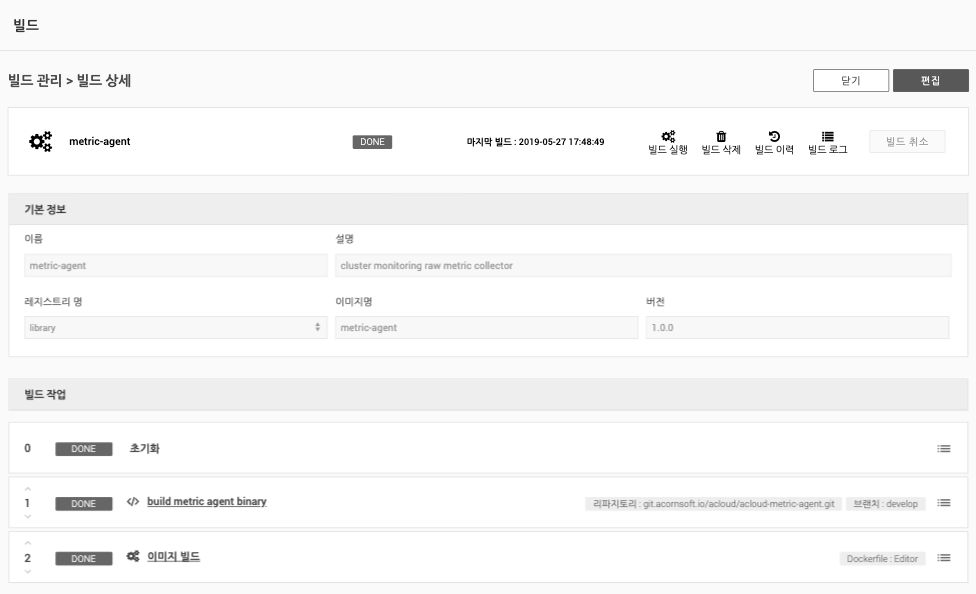 빌드
빌드 관리 > 빌드 상세
닫기
편집
metric-agent
DONE
마지막 빌드 : 2019-05-27 17:48:49
빌드 실행
빌드 삭제
빌드 이력
빌드 로그
빌드 취소
기본 정보
이름
설명
metric-agent
cluster monitoring raw metric collector
레지스트리 명
이미지명
버전
library
metric-agent
1.0.0
빌드 작업
0 DONE 초기화
1 DONE </> build metric agent binary 리파지토리 : git.acornsoft.io/acloud/acloud-metric-agent.git 브랜치 : develop
2 DONE 이미지 빌드 Dockerfile : Editor